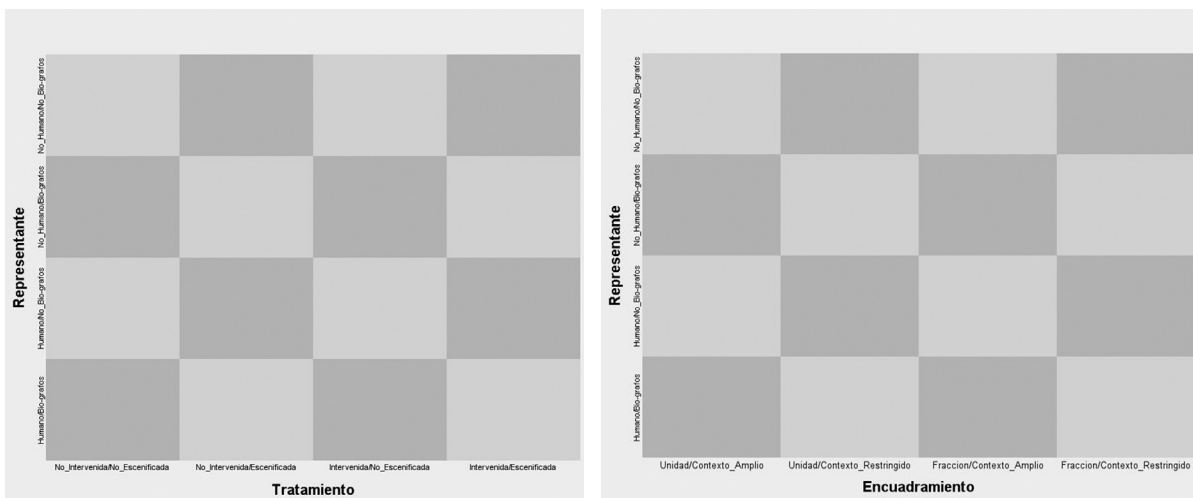 Representante
No_Humano/No_Bio-grafos
No_Humano/Bio-grafos
Humano/No_Bio-grafos
Humano/Bio-grafos
No_Intervenida/No_Escenificada
No_Intervenida/Escenificada
Intervenida/No_Escenificada
Intervenida/Escenificada
Tratamiento
Representante
No_Humano/No_Bio-grafos
No_Humano/Bio-grafos
Humano/No_Bio-grafos
Humano/Bio-grafos
Unidad/Contexto_Amplio
Unidad/Contexto_Restringido
Fraccion/Contexto_Amplio
Fraccion/Contexto_Restringido
Encuadramiento